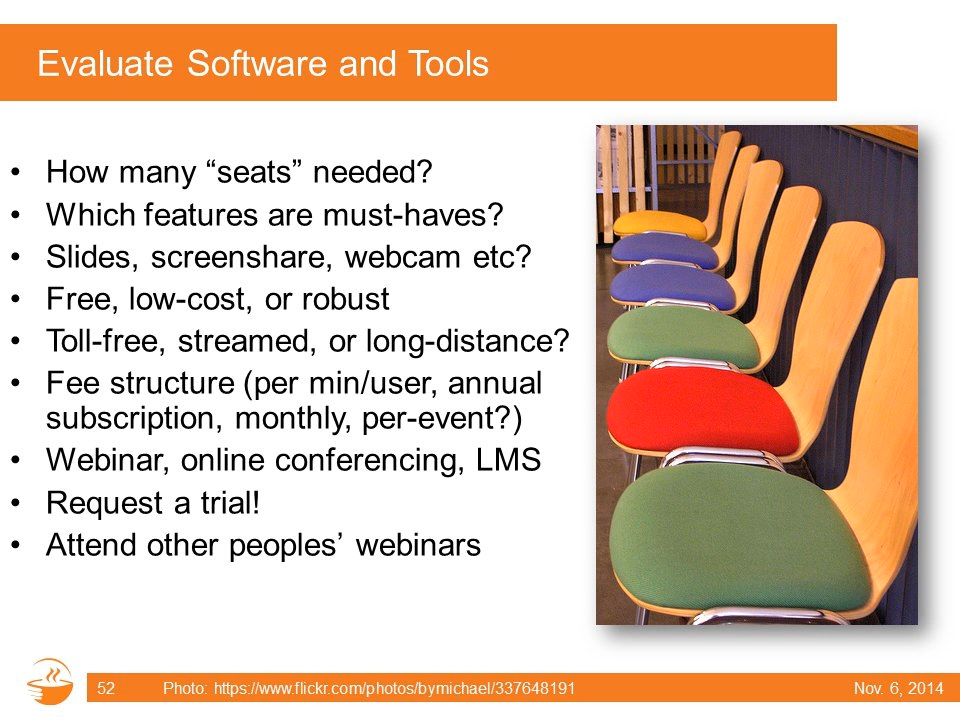 Evaluate Software and Tools
• How many “seats” needed?
• Which features are must-haves?
• Slides, screenshare, webcam etc?
• Free, low-cost, or robust
• Toll-free, streamed, or long-distance?
• Fee structure (per min/user, annual
subscription, monthly, per-event?)
• Webinar, online conferencing, LMS
• Request a trial!
• Attend other peoples’ webinars
52 Photo: https://www.flickr.com/photos/bymichael/337648191 Nov. 6, 2014